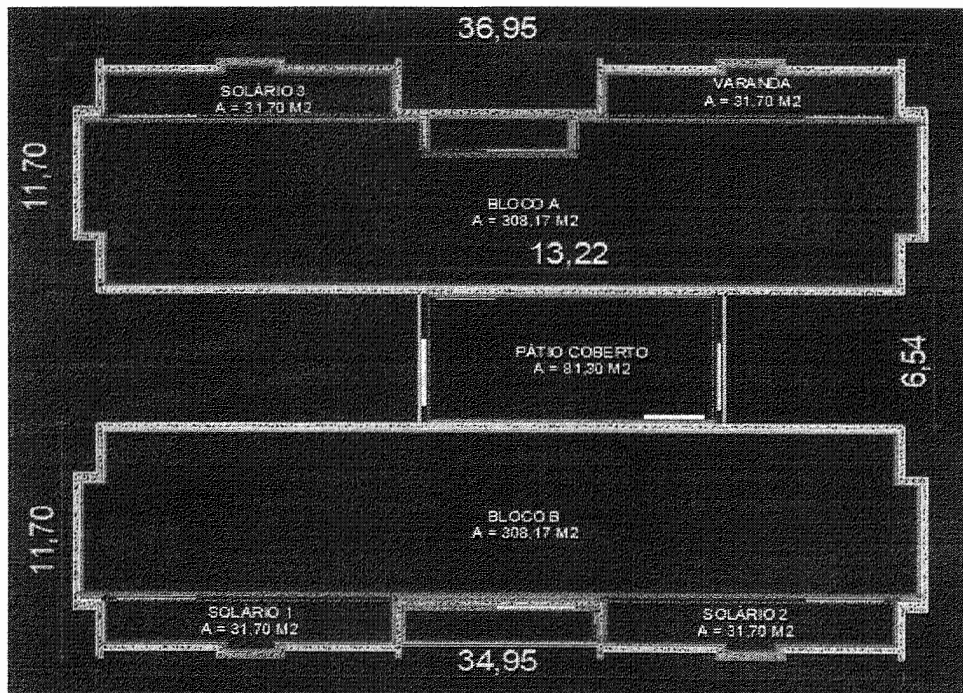 36,95
SOLÁRIO 3
A = 31,70 M2
VARANDA
A = 31,70 M2
11,70
BLOCO A
A = 308,17 M2
13,22
PÁTIO COBERTO
A = 81,30 M2
6,54
11,70
BLOCO B
A = 308,17 M2
SOLÁRIO 1
A = 31,70 M2
SOLÁRIO 2
A = 31,70 M2
34,95